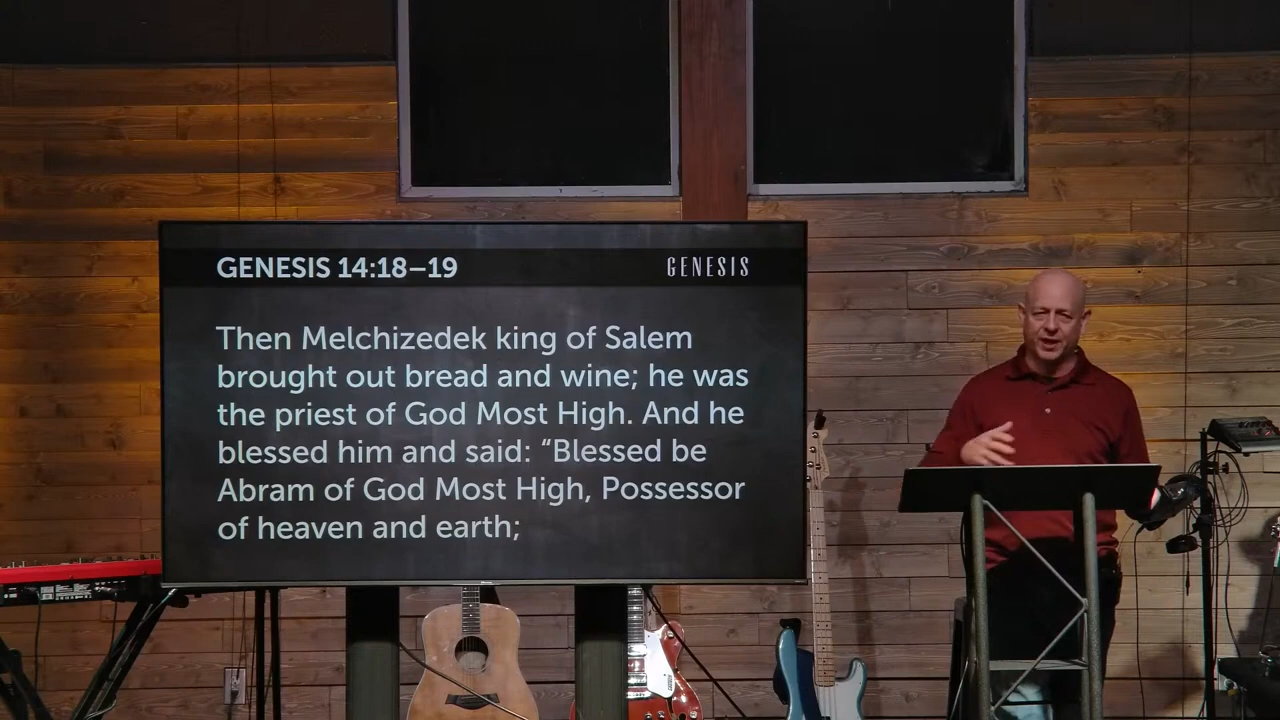 GENESIS 14:18–19
GENESIS
Then Melchizedek king of Salem
brought out bread and wine; he was
the priest of God Most High. And he
blessed him and said: “Blessed be
Abram of God Most High, Possessor
of heaven and earth;